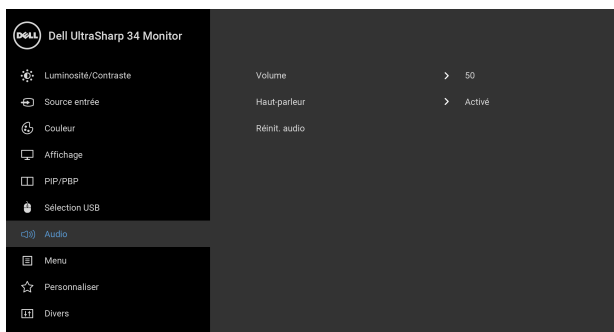 DELL Dell UltraSharp 34 Monitor
Luminosité/Contraste
Volume 50
Source entrée
Haut-parleur Activé
Couleur
Réinit. audio
Affichage
PIP/PBP
Sélection USB
Audio
Menu
Personnaliser
Divers